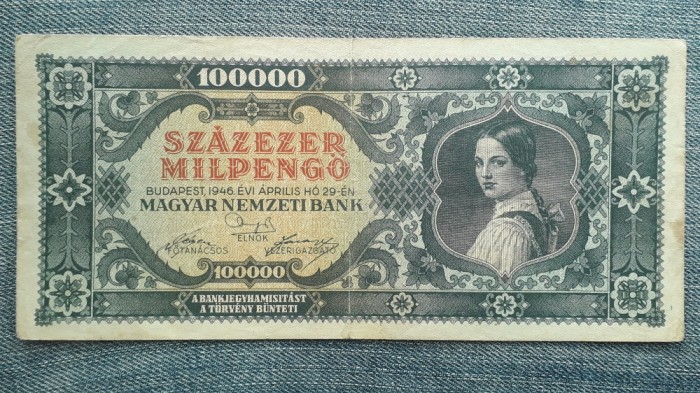 100000
SZÁZEZER
MILPENGŐ
BUDAPEST, 1946. ÉVI ÁPRILIS HÓ 29-ÉN
MAGYAR NEMZETI BANK
ELNÖK
FŐTANÁCSOS VEZÉRIGAZGATÓ
100000
A BANKJEGYHAMISITÁST
A TÖRVÉNY BÜNTETI